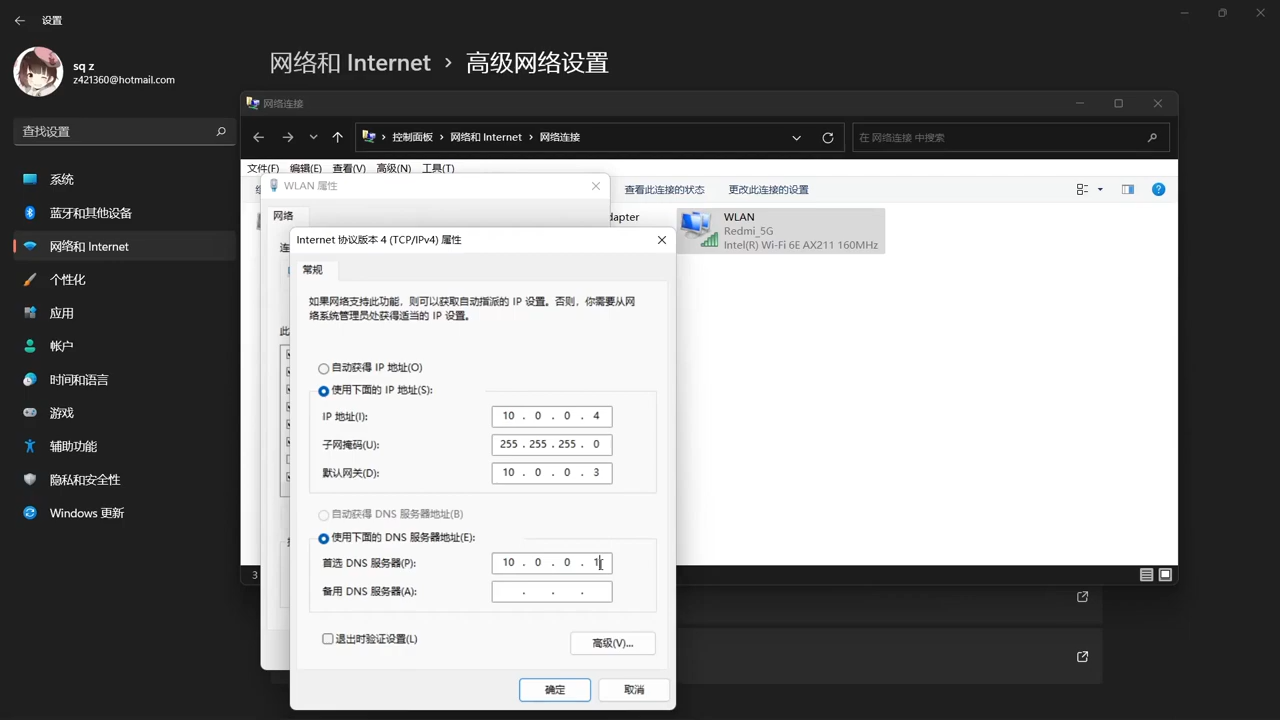 设置
sq z
z421360@hotmail.com
查找设置
系统
蓝牙和其他设备
网络和 Internet
个性化
应用
帐户
时间和语言
游戏
辅助功能
隐私和安全性
Windows 更新
网络和 Internet › 高级网络设置
网络连接
控制面板 › 网络和 Internet › 网络连接
在 网络连接 中搜索
文件(F) 编辑(E) 查看(V) 高级(N) 工具(T)
查看此连接的状态 更改此连接的设置
WLAN
Redmi_5G
Intel(R) Wi-Fi 6E AX211 160MHz
WLAN 属性
网络
Internet 协议版本 4 (TCP/IPv4) 属性
常规
如果网络支持此功能，则可以获取自动指派的 IP 设置。否则，你需要从网
络系统管理员处获得适当的 IP 设置。
自动获得 IP 地址(O)
使用下面的 IP 地址(S):
IP 地址(I): 10 . 0 . 0 . 4
子网掩码(U): 255 . 255 . 255 . 0
默认网关(D): 10 . 0 . 0 . 3
自动获得 DNS 服务器地址(B)
使用下面的 DNS 服务器地址(E):
首选 DNS 服务器(P): 10 . 0 . 0 . 1
备用 DNS 服务器(A): . . .
退出时验证设置(L)
高级(V)...
确定 取消
3